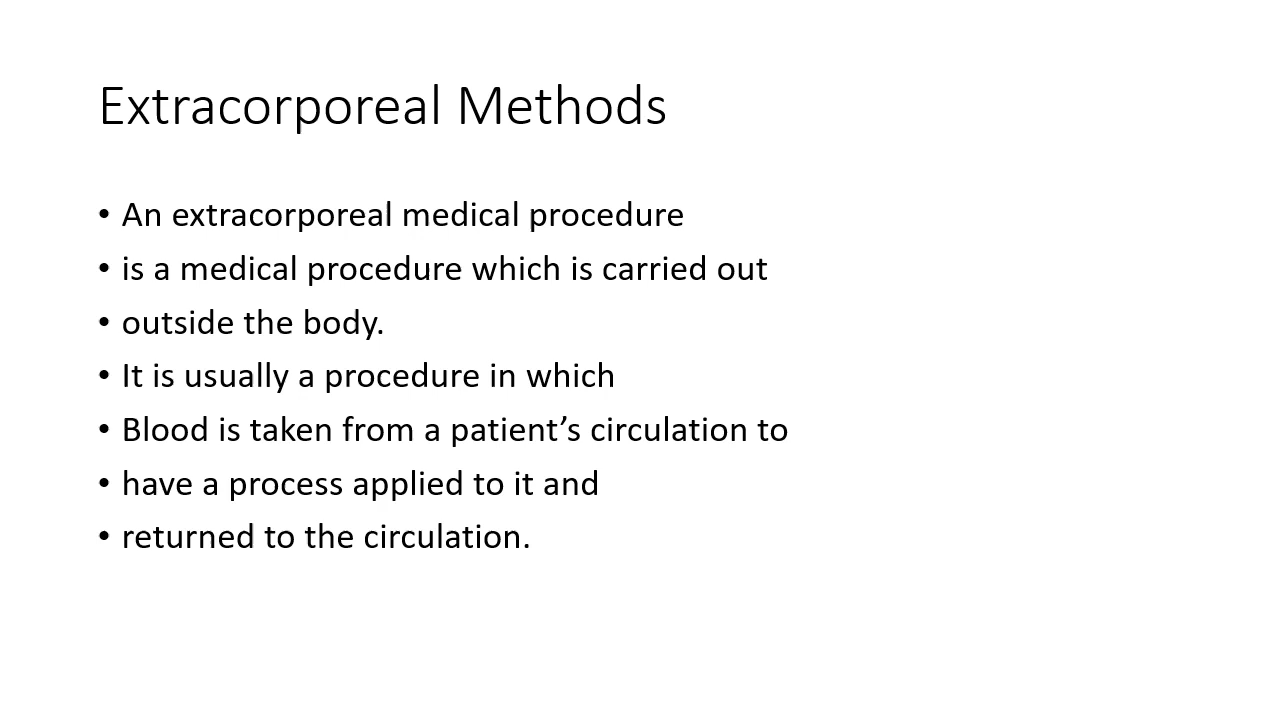 Extracorporeal Methods
• An extracorporeal medical procedure
• is a medical procedure which is carried out
• outside the body.
• It is usually a procedure in which
• Blood is taken from a patient’s circulation to
• have a process applied to it and
• returned to the circulation.